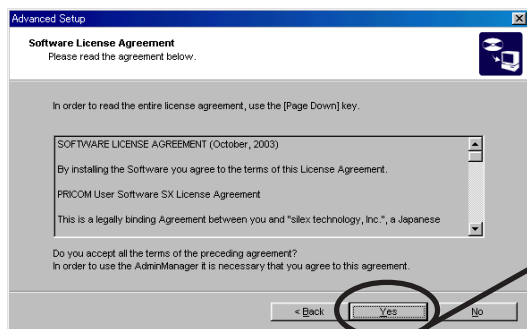 Advanced Setup
Software License Agreement
Please read the agreement below.
In order to read the entire license agreement, use the [Page Down] key.
SOFTWARE LICENSE AGREEMENT (October, 2003)
By installing the Software you agree to the terms of this License Agreement.
PRICOM User Software SX License Agreement
This is a legally binding Agreement between you and "silex technology, Inc.", a Japanese
Do you accept all the terms of the preceding agreement?
In order to use the AdminManager it is necessary that you agree to this agreement.
< Back Yes No